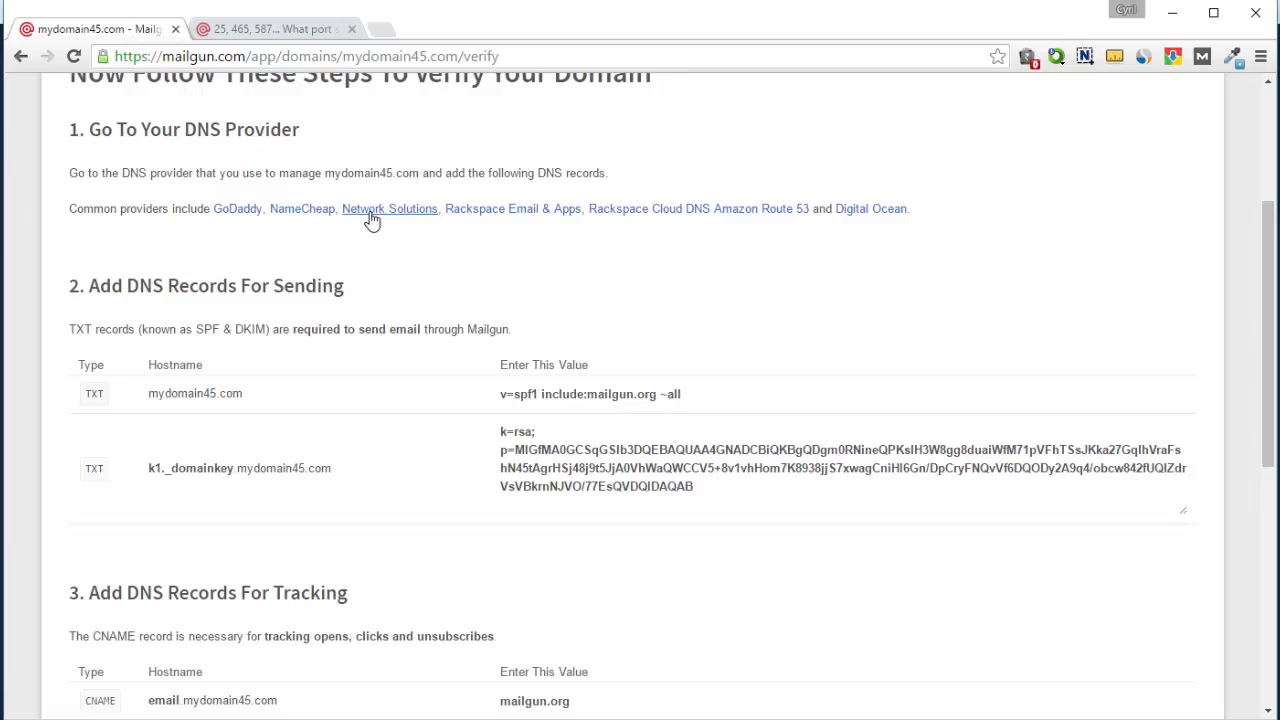 Cyril
mydomain45.com - Mailg
25, 465, 587... What port s
https://mailgun.com/app/domains/mydomain45.com/verify
Now Follow These Steps To Verify Your Domain
1. Go To Your DNS Provider
Go to the DNS provider that you use to manage mydomain45.com and add the following DNS records.
Common providers include GoDaddy, NameCheap, Network Solutions, Rackspace Email & Apps, Rackspace Cloud DNS Amazon Route 53 and Digital Ocean.
2. Add DNS Records For Sending
TXT records (known as SPF & DKIM) are required to send email through Mailgun.
Type Hostname Enter This Value
TXT mydomain45.com v=spf1 include:mailgun.org ~all
k=rsa;
p=MIGfMA0GCSqGSIb3DQEBAQUAA4GNADCBiQKBgQDgm0RNineQPKsIH3W8gg8duaiWfM71pVFhTSsJKka27GqIhVraFs
TXT k1._domainkey.mydomain45.com hN45tAgrHSj48j9t5JjA0VhWaQWCCV5+8v1vhHom7K8938jjS7xwagCniHI6Gn/DpCryFNQvVf6DQODy2A9q4/obcw842fUQIZdr
VsVBkrnNJVO/77EsQVDQIDAQAB
3. Add DNS Records For Tracking
The CNAME record is necessary for tracking opens, clicks and unsubscribes.
Type Hostname Enter This Value
CNAME email.mydomain45.com mailgun.org